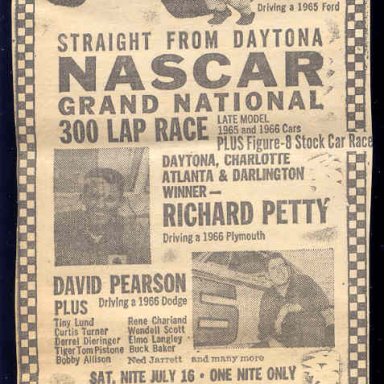 Driving a 1965 Ford
STRAIGHT FROM DAYTONA
NASCAR
GRAND NATIONAL
300 LAP RACE
LATE MODEL
1965 and 1966 Cars
PLUS Figure-8 Stock Car Race
DAYTONA, CHARLOTTE
ATLANTA & DARLINGTON
WINNER —
RICHARD PETTY
Driving a 1966 Plymouth
DAVID PEARSON
Driving a 1966 Dodge
PLUS
Tiny Lund
Curtis Turner
Darrel Dieringer
Tiger Tom Pistone
Bobby Allison
Rene Charland
Wendell Scott
Elmo Langley
Buck Baker
Ned Jarrett and many more
SAT. NITE JULY 16 • ONE NITE ONLY